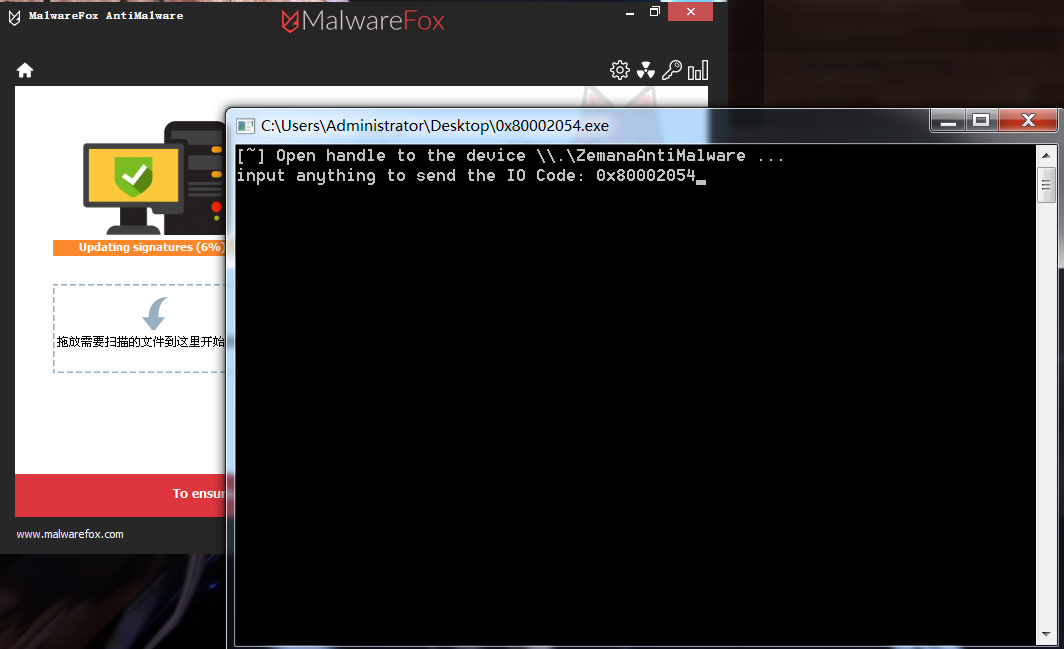 MalwareFox AntiMalware
MalwareFox
C:\Users\Administrator\Desktop\0x80002054.exe
[~] Open handle to the device \\.\ZemanaAntiMalware ...
input anything to send the IO Code: 0x80002054
Updating signatures (6%)
拖放需要扫描的文件到这里开始
To ensur
www.malwarefox.com